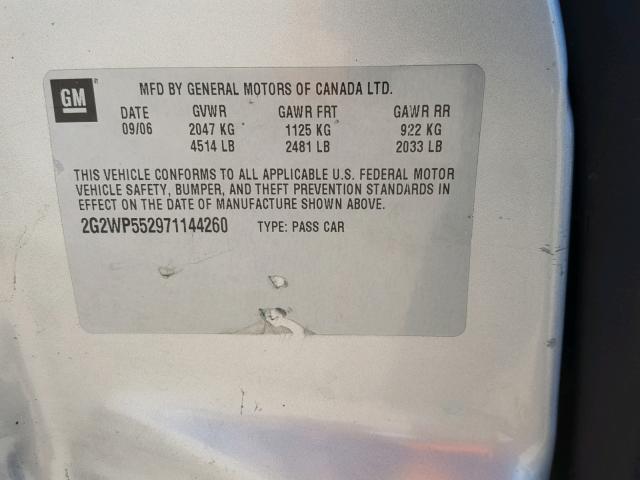 GM
MFD BY GENERAL MOTORS OF CANADA LTD.
DATE GVWR GAWR FRT GAWR RR
09/06 2047 KG 1125 KG 922 KG
4514 LB 2481 LB 2033 LB
THIS VEHICLE CONFORMS TO ALL APPLICABLE U.S. FEDERAL MOTOR
VEHICLE SAFETY, BUMPER, AND THEFT PREVENTION STANDARDS IN
EFFECT ON THE DATE OF MANUFACTURE SHOWN ABOVE.
2G2WP552971144260 TYPE: PASS CAR